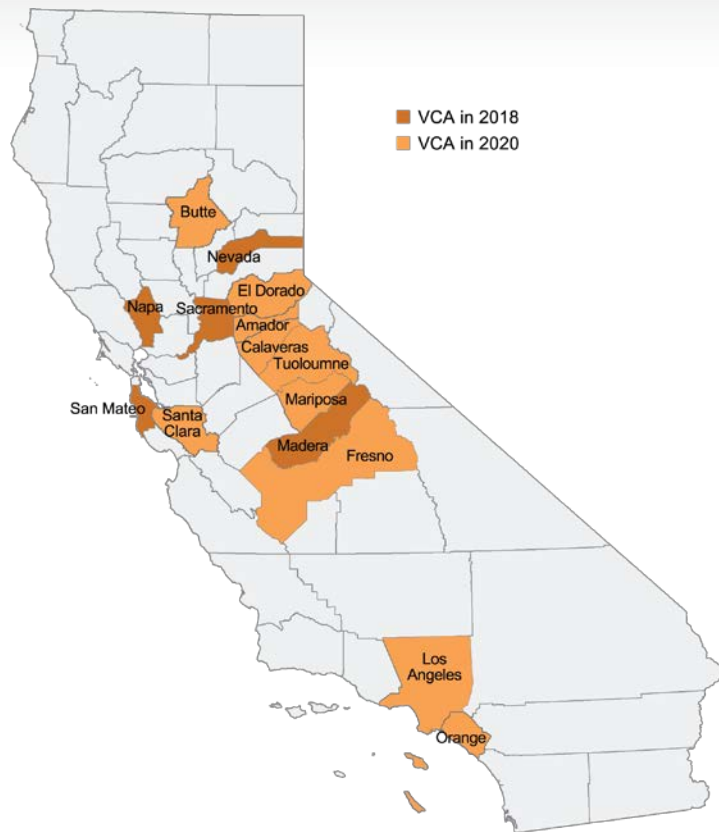 VCA in 2018
VCA in 2020
Butte
Nevada
El Dorado
Napa
Sacramento
Amador
Calaveras
Tuoloumne
Mariposa
San Mateo
Santa
Clara
Madera
Fresno
Los
Angeles
Orange